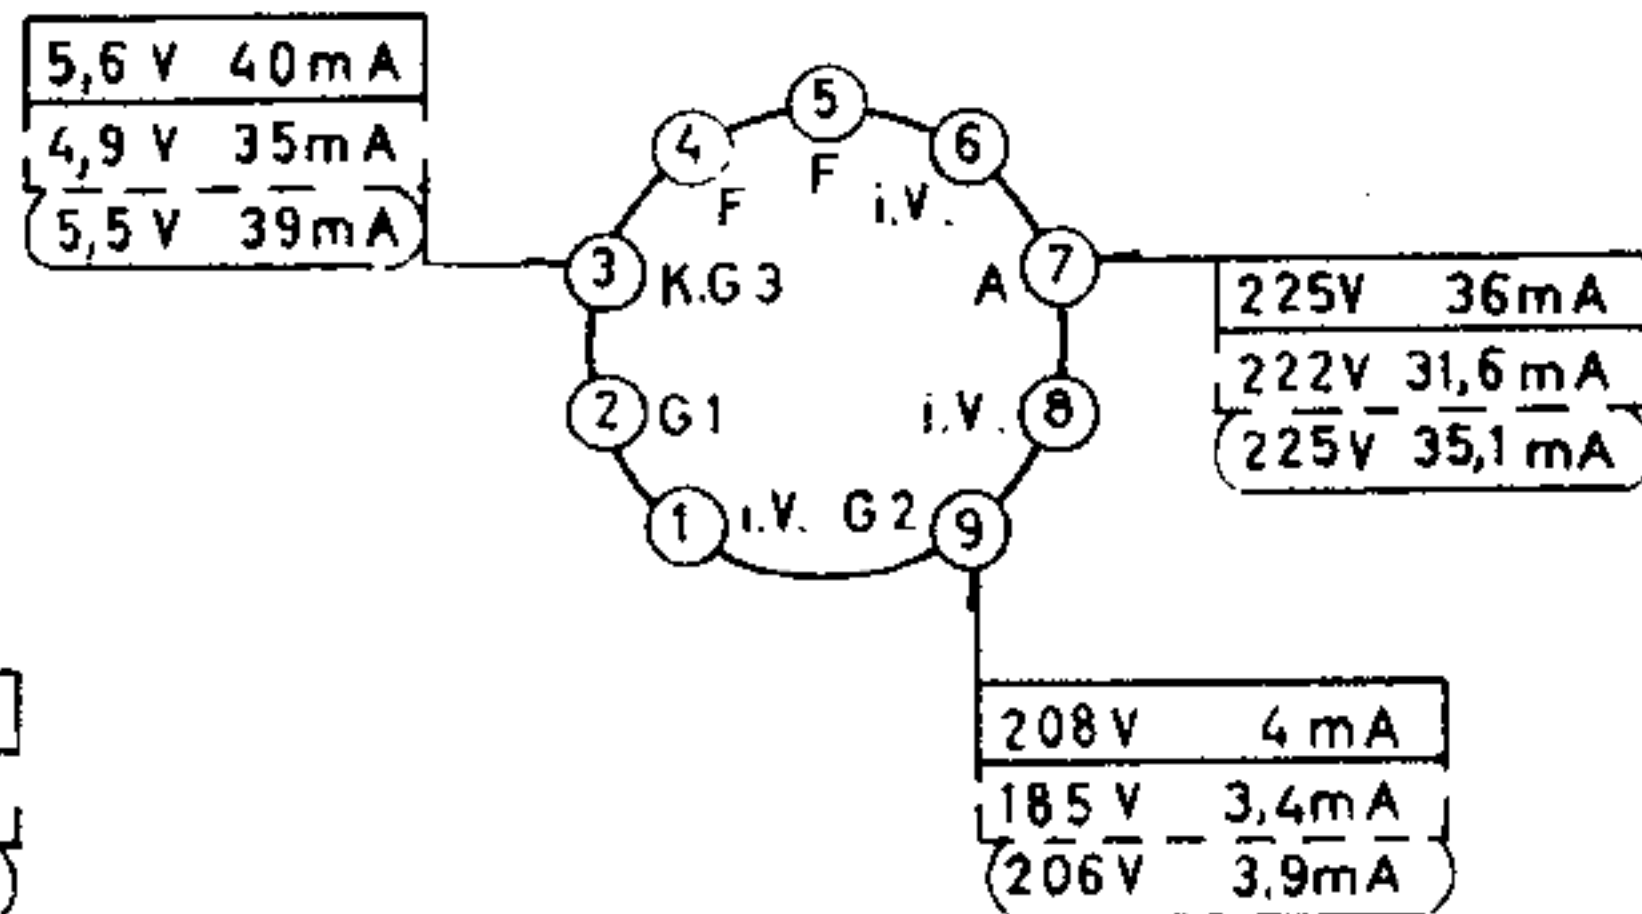 5,6 V 40mA
4,9 V 35mA
5,5 V 39mA
5
F
4
F
6
i.V.
3
K.G3
7
A
225V 36mA
222V 31,6mA
225V 35,1mA
2
G1
8
i.V.
1
i.V.
G2
9
208V 4mA
185V 3,4mA
206V 3,9mA